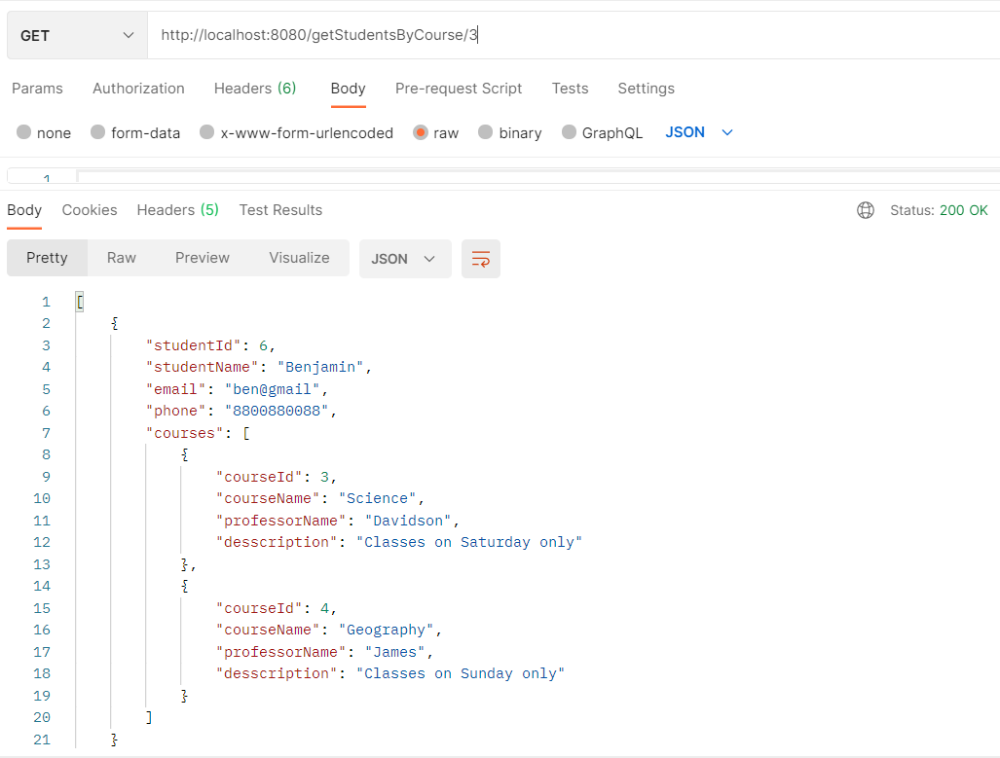 GET http://localhost:8080/getStudentsByCourse/3
Params Authorization Headers (6) Body Pre-request Script Tests Settings
none form-data x-www-form-urlencoded raw binary GraphQL JSON
1
Body Cookies Headers (5) Test Results Status: 200 OK
Pretty Raw Preview Visualize JSON
1 [
2 {
3 "studentId": 6,
4 "studentName": "Benjamin",
5 "email": "ben@gmail",
6 "phone": "8800880088",
7 "courses": [
8 {
9 "courseId": 3,
10 "courseName": "Science",
11 "professorName": "Davidson",
12 "desscription": "Classes on Saturday only"
13 },
14 {
15 "courseId": 4,
16 "courseName": "Geography",
17 "professorName": "James",
18 "desscription": "Classes on Sunday only"
19 }
20 ]
21 }